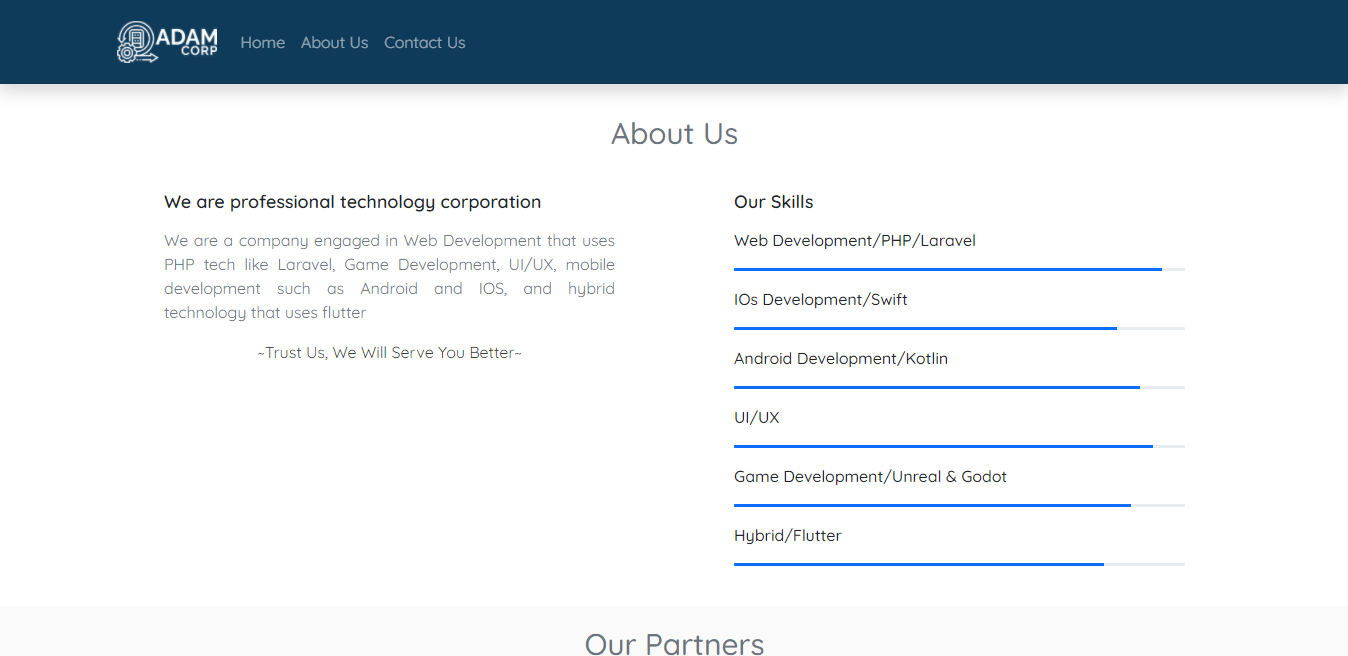 ADAM
CORP
Home About Us Contact Us
About Us
We are professional technology corporation
We are a company engaged in Web Development that uses
PHP tech like Laravel, Game Development, UI/UX, mobile
development such as Android and IOS, and hybrid
technology that uses flutter
~Trust Us, We Will Serve You Better~
Our Skills
Web Development/PHP/Laravel
IOs Development/Swift
Android Development/Kotlin
UI/UX
Game Development/Unreal & Godot
Hybrid/Flutter
Our Partners